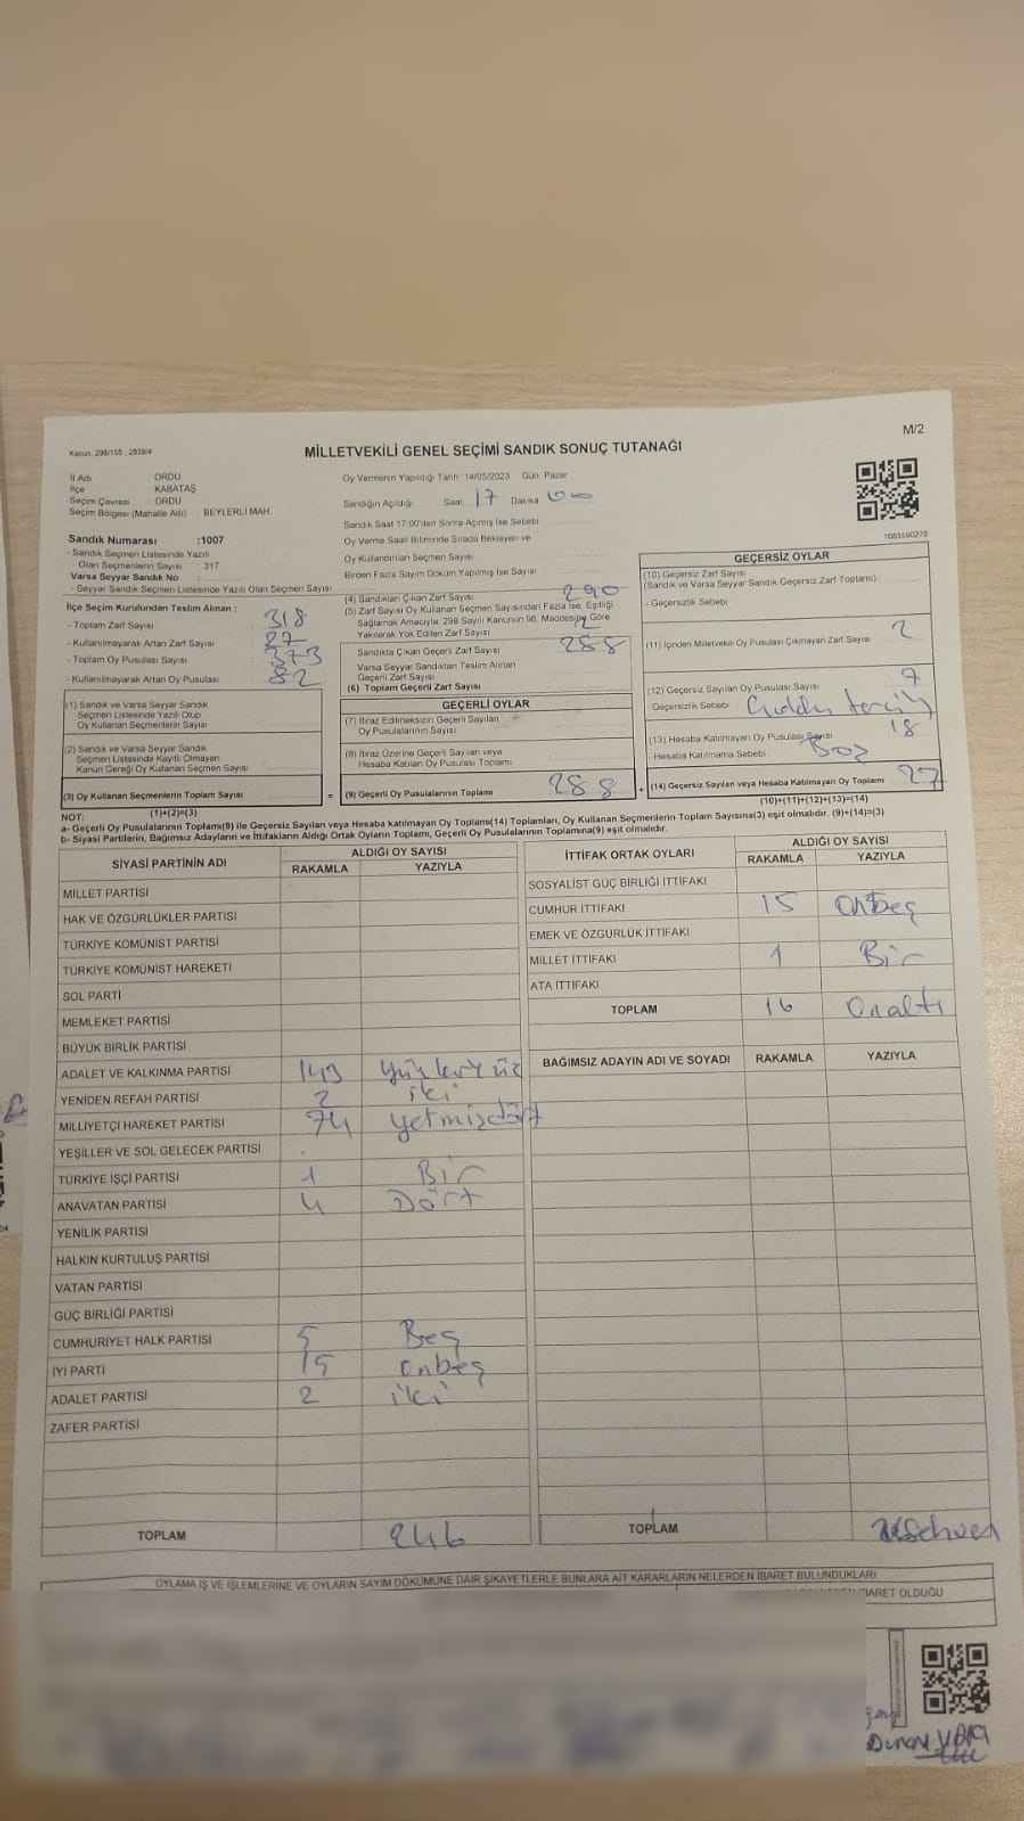 M/2
Kanun: 298/105 , 2839/4
MİLLETVEKİLİ GENEL SEÇİMİ SANDIK SONUÇ TUTANAĞI
İl Adı : ORDU
İlçe : KABATAŞ
Seçim Çevresi : ORDU
Seçim Bölgesi (Mahalle Adı) : BEYLERLİ MAH.
Oy Vermenin Yapıldığı Tarih: 14/05/2023 Gün: Pazar
Sandığın Açıldığı Saat 17 Dakika 00
Sandık Saat 17:00'den Sonra Açılmış İse Sebebi
Sandık Numarası :1007
- Sandık Seçmen Listesinde Yazılı
Olan Seçmenlerin Sayısı : 317
Varsa Seyyar Sandık No
- Seyyar Sandık Seçmen Listesinde Yazılı Olan Seçmen Sayısı
Oy Verme Saati Bitiminde Sırada Bekleyen ve
Oy Kullandırılan Seçmen Sayısı
Birden Fazla Sayım Döküm Yapılmış İse Sayısı
İlçe Seçim Kurulundan Teslim Alınan :
- Toplam Zarf Sayısı 318
- Kullanılmayarak Artan Zarf Sayısı
- Toplam Oy Pusulası Sayısı 373
- Kullanılmayarak Artan Oy Pusulası 82
(4) Sandıktan Çıkan Zarf Sayısı 290
(5) Zarf Sayısı Oy Kullanan Seçmen Sayısından Fazla İse, Eşitliği
Sağlamak Amacıyla, 298 Sayılı Kanunun 98. Maddesine Göre
Yakılarak Yok Edilen Zarf Sayısı 2
Sandıkta Çıkan Geçerli Zarf Sayısı 288
Varsa Seyyar Sandıktan Teslim Alınan
Geçerli Zarf Sayısı
(6) Toplam Geçerli Zarf Sayısı
GEÇERSİZ OYLAR
(10) Geçersiz Zarf Sayısı
(Sandık ve Varsa Seyyar Sandık Geçersiz Zarf Toplamı)
- Geçersizlik Sebebi
(11) İçinden Milletvekili Oy Pusulası Çıkmayan Zarf Sayısı 2
(12) Geçersiz Sayılan Oy Pusulası Sayısı 7
Geçersizlik Sebebi
(13) Hesaba Katılmayan Oy Pusulası Sayısı 18
Hesaba Katılmama Sebebi Boş
(14) Geçersiz Sayılan veya Hesaba Katılmayan Oy Toplamı 27
(10)+(11)+(12)+(13)=(14)
(1) Sandık ve Varsa Seyyar Sandık
Seçmen Listesinde Yazılı Olup
Oy Kullanan Seçmenlerin Sayısı
(2) Sandık ve Varsa Seyyar Sandık
Seçmen Listesinde Kayıtlı Olmayan
Kanun Gereği Oy Kullanan Seçmen Sayısı
(3) Oy Kullanan Seçmenlerin Toplam Sayısı
(1)+(2)=(3)
GEÇERLİ OYLAR
(7) İtiraz Edilmeksizin Geçerli Sayılan
Oy Pusulalarının Sayısı
(8) İtiraz Üzerine Geçerli Sayılan veya
Hesaba Katılan Oy Pusulası Toplamı
= (9) Geçerli Oy Pusulalarının Toplamı 288 +
NOT:
a- Geçerli Oy Pusulalarının Toplamı(9) ile Geçersiz Sayılan veya Hesaba Katılmayan Oy Toplamı(14) Toplamları, Oy Kullanan Seçmenlerin Toplam Sayısına(3) eşit olmalıdır. (9)+(14)=(3)
b- Siyasi Partilerin, Bağımsız Adayların ve İttifakların Aldığı Ortak Oyların Toplamı, Geçerli Oy Pusulalarının Toplamına(9) eşit olmalıdır.
SİYASİ PARTİNİN ADI ALDIĞI OY SAYISI
RAKAMLA YAZIYLA
MİLLET PARTİSİ
HAK VE ÖZGÜRLÜKLER PARTİSİ
TÜRKİYE KOMÜNİST PARTİSİ
TÜRKİYE KOMÜNİST HAREKETİ
SOL PARTİ
MEMLEKET PARTİSİ
BÜYÜK BİRLİK PARTİSİ
ADALET VE KALKINMA PARTİSİ 143 Yüzkırküç
YENİDEN REFAH PARTİSİ 2 iki
MİLLİYETÇİ HAREKET PARTİSİ 74 Yetmişdört
YEŞİLLER VE SOL GELECEK PARTİSİ
TÜRKİYE İŞÇİ PARTİSİ 1 Bir
ANAVATAN PARTİSİ 4 Dört
YENİLİK PARTİSİ
HALKIN KURTULUŞ PARTİSİ
VATAN PARTİSİ
GÜÇ BİRLİĞİ PARTİSİ
CUMHURİYET HALK PARTİSİ 5 Beş
İYİ PARTİ 15 onbeş
ADALET PARTİSİ 2 iki
ZAFER PARTİSİ
TOPLAM 246
İTTİFAK ORTAK OYLARI ALDIĞI OY SAYISI
RAKAMLA YAZIYLA
SOSYALİST GÜÇ BİRLİĞİ İTTİFAKI
CUMHUR İTTİFAKI 15 Onbeş
EMEK VE ÖZGÜRLÜK İTTİFAKI
MİLLET İTTİFAKI 1 Bir
ATA İTTİFAKI
TOPLAM 16 Onaltı
BAĞIMSIZ ADAYIN ADI VE SOYADI RAKAMLA YAZIYLA
TOPLAM
OYLAMA İŞ VE İŞLEMLERİNE VE OYLARIN SAYIM DÖKÜMÜNE DAİR ŞİKAYETLERLE BUNLARA AİT KARARLARIN NELERDEN İBARET BULUNDUKLARI
İBARET OLDUĞU